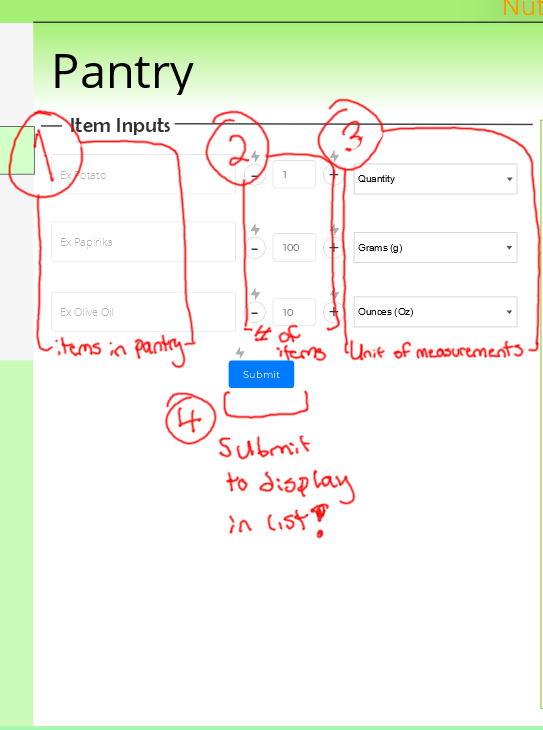 Nut
Pantry
Item Inputs
1 2 3
Ex Potato - 1 + Quantity
Ex Papirika - 100 + Grams (g)
Ex Olive Oil - 10 + Ounces (Oz)
items in pantry
# of
items
Unit of measurements
Submit
4
Submit
to display
in list!